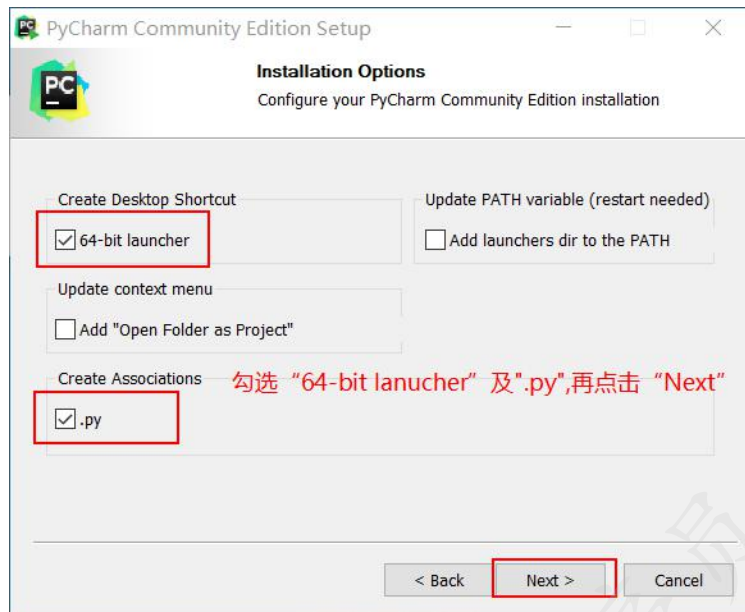 PC PyCharm Community Edition Setup
PC
Installation Options
Configure your PyCharm Community Edition installation
Create Desktop Shortcut
64-bit launcher
Update PATH variable (restart needed)
Add launchers dir to the PATH
Update context menu
Add "Open Folder as Project"
Create Associations
勾选“64-bit lanucher”及".py",再点击“Next”
.py
< Back
Next >
Cancel
员